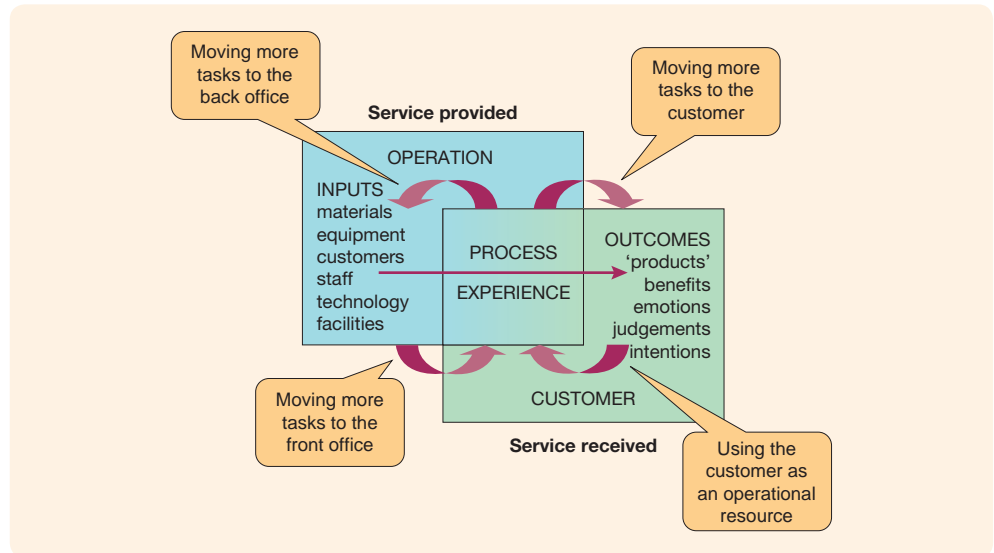 Moving more
tasks to the
back office
Moving more
tasks to the
customer
Service provided
OPERATION
INPUTS
materials
equipment
customers
staff
technology
facilities
PROCESS
EXPERIENCE
OUTCOMES
'products'
benefits
emotions
judgements
intentions
CUSTOMER
Moving more
tasks to the
front office
Service received
Using the
customer as
an operational
resource